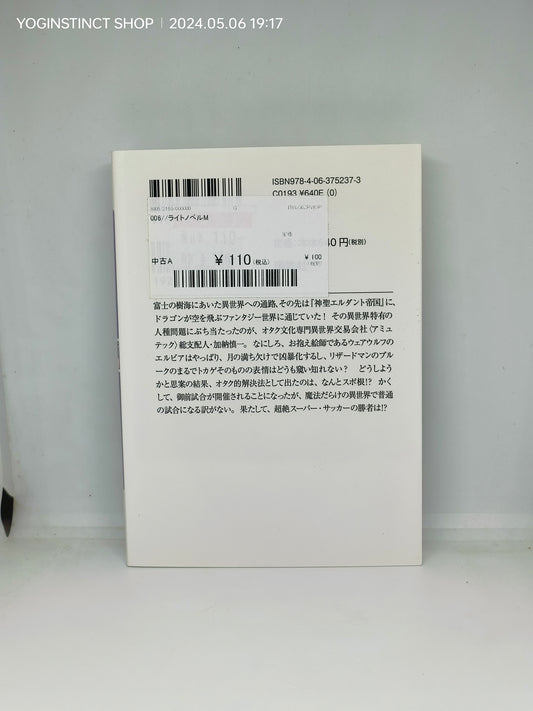 YOGINSTINCT SHOP | 2024.05.06 19:17
ISBN978-4-06-375237-3
C0193 ¥640E (0)
006//ライトノベルM
40円(税別)
中古A ¥110(税込) ¥100
富士の樹海にあいた異世界への通路、その先は『神聖エルダント帝国』に、
ドラゴンが空を飛ぶファンタジー世界に通じていた! その異世界特有の
人種問題にぶち当たったのが、オタク文化専門異世界交易会社〈アミュ
テック〉総支配人・加納慎一。なにしろ、お抱え絵師であるウェアウルフの
エルビアはやっぱり、月の満ち欠けで凶暴化するし、リザードマンのブル
ークのまるでトカゲそのものの表情はどうも窺い知れない? どうしよう
かと思案の結果、オタク的解決法として出たのは、なんとスポ根!? かく
して、御前試合が開催されることになったが、魔法だらけの異世界で普通
の試合になる訳がない。果たして、超絶スーパー・サッカーの勝者は!?